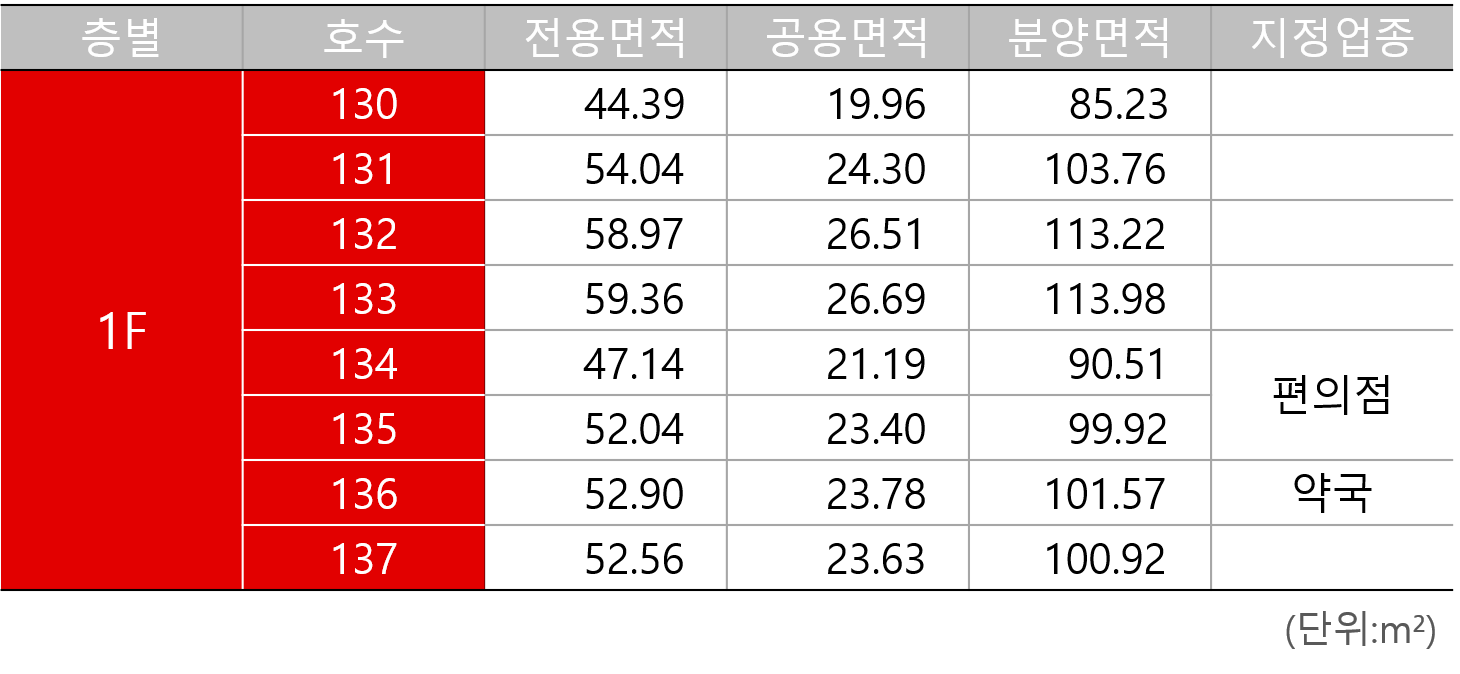 층별 호수 전용면적 공용면적 분양면적 지정업종
1F
130 44.39 19.96 85.23
131 54.04 24.30 103.76
132 58.97 26.51 113.22
133 59.36 26.69 113.98
134 47.14 21.19 90.51
편의점
135 52.04 23.40 99.92
136 52.90 23.78 101.57 약국
137 52.56 23.63 100.92
(단위:m²)